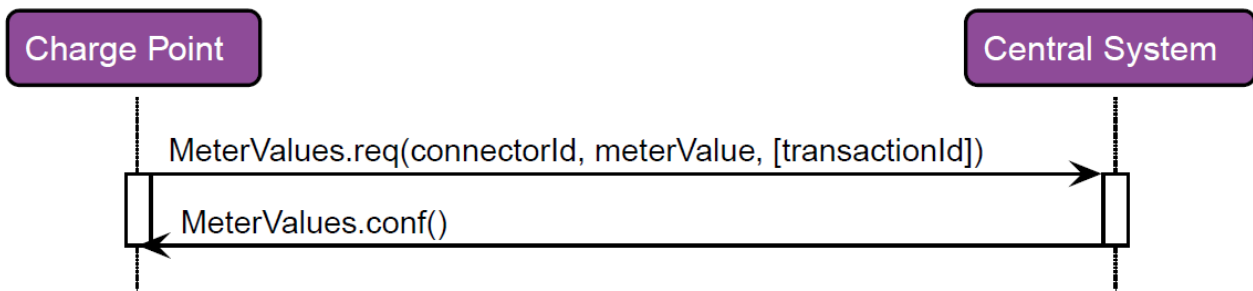 Charge Point
Central System
MeterValues.req(connectorId, meterValue, [transactionId])
MeterValues.conf()